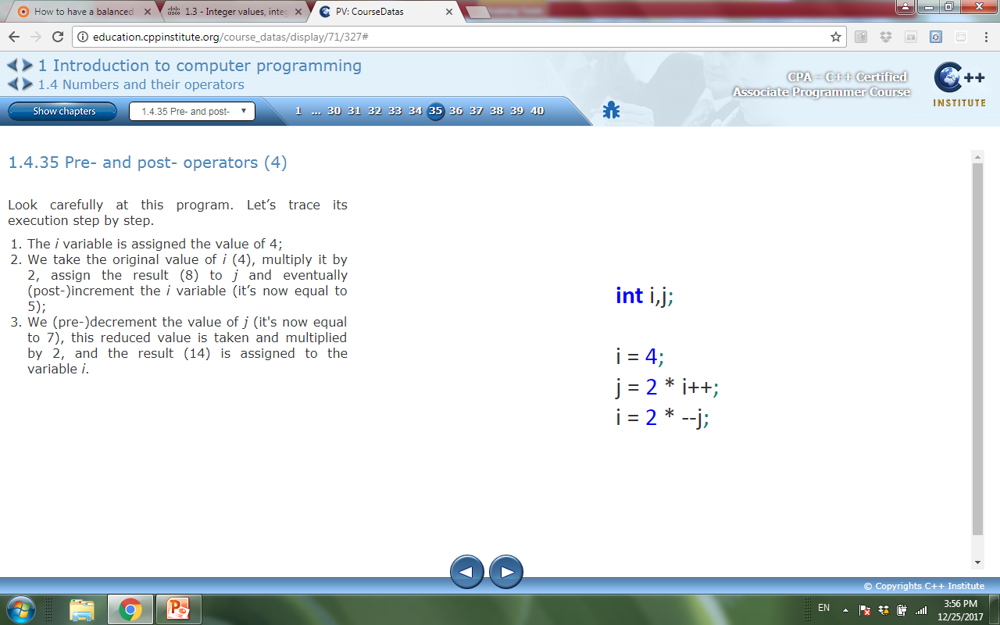 How to have a balanced
1.3 - Integer values, integ
PV: CourseDatas
education.cppinstitute.org/course_datas/display/71/327#
1 Introduction to computer programming
1.4 Numbers and their operators
CPA – C++ Certified
Associate Programmer Course
C++
INSTITUTE
Show chapters
1.4.35 Pre- and post-
1 ... 30 31 32 33 34 35 36 37 38 39 40
1.4.35 Pre- and post- operators (4)
Look carefully at this program. Let’s trace its
execution step by step.
1. The i variable is assigned the value of 4;
2. We take the original value of i (4), multiply it by
2, assign the result (8) to j and eventually
(post-)increment the i variable (it’s now equal to
5);
3. We (pre-)decrement the value of j (it's now equal
to 7), this reduced value is taken and multiplied
by 2, and the result (14) is assigned to the
variable i.
int i,j;
i = 4;
j = 2 * i++;
i = 2 * --j;
© Copyrights C++ Institute
EN
3:56 PM
12/25/2017